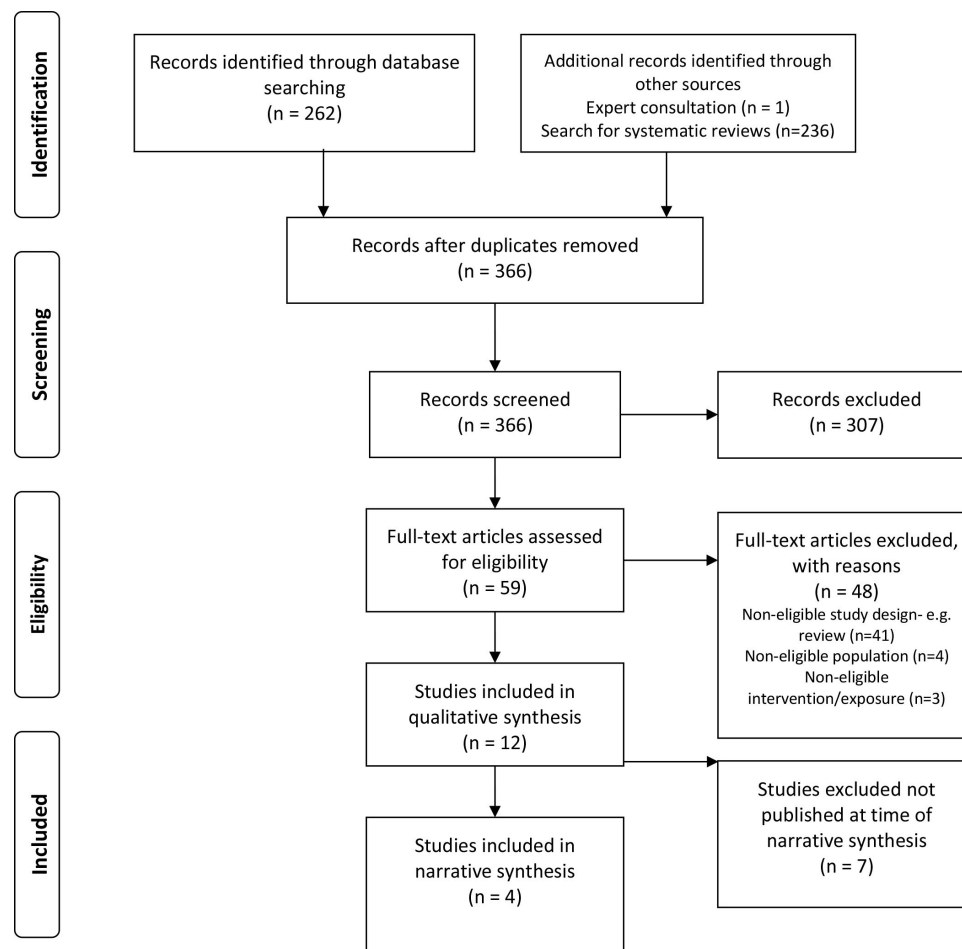 Identification
Records identified through database
searching
(n = 262)
Additional records identified through
other sources
Expert consultation (n = 1)
Search for systematic reviews (n=236)
Screening
Records after duplicates removed
(n = 366)
Records screened
(n = 366)
Records excluded
(n = 307)
Eligibility
Full-text articles assessed
for eligibility
(n = 59)
Full-text articles excluded,
with reasons
(n = 48)
Non-eligible study design- e.g.
review (n=41)
Non-eligible population (n=4)
Non-eligible
intervention/exposure (n=3)
Studies included in
qualitative synthesis
(n = 12)
Included
Studies excluded not
published at time of
narrative synthesis
(n = 7)
Studies included in
narrative synthesis
(n = 4)